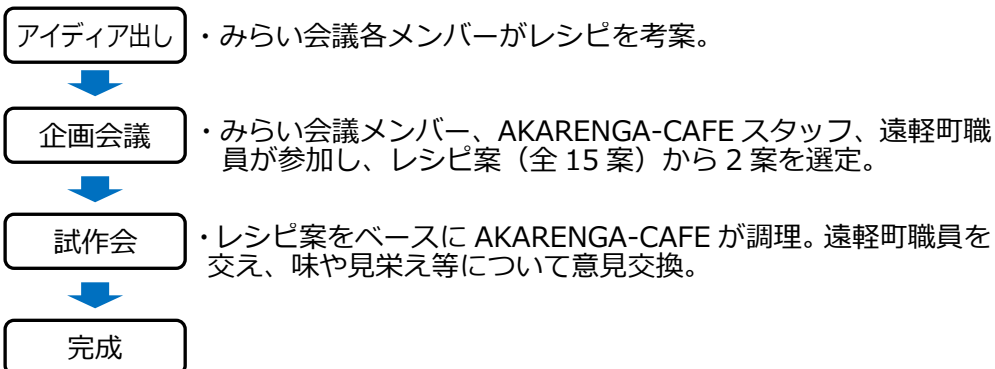 アイディア出し
・みらい会議各メンバーがレシピを考案。
企画会議
・みらい会議メンバー、AKARENGA-CAFE スタッフ、遠軽町職
員が参加し、レシピ案（全 15 案）から 2 案を選定。
試作会
・レシピ案をベースに AKARENGA-CAFE が調理。遠軽町職員を
交え、味や見栄え等について意見交換。
完成